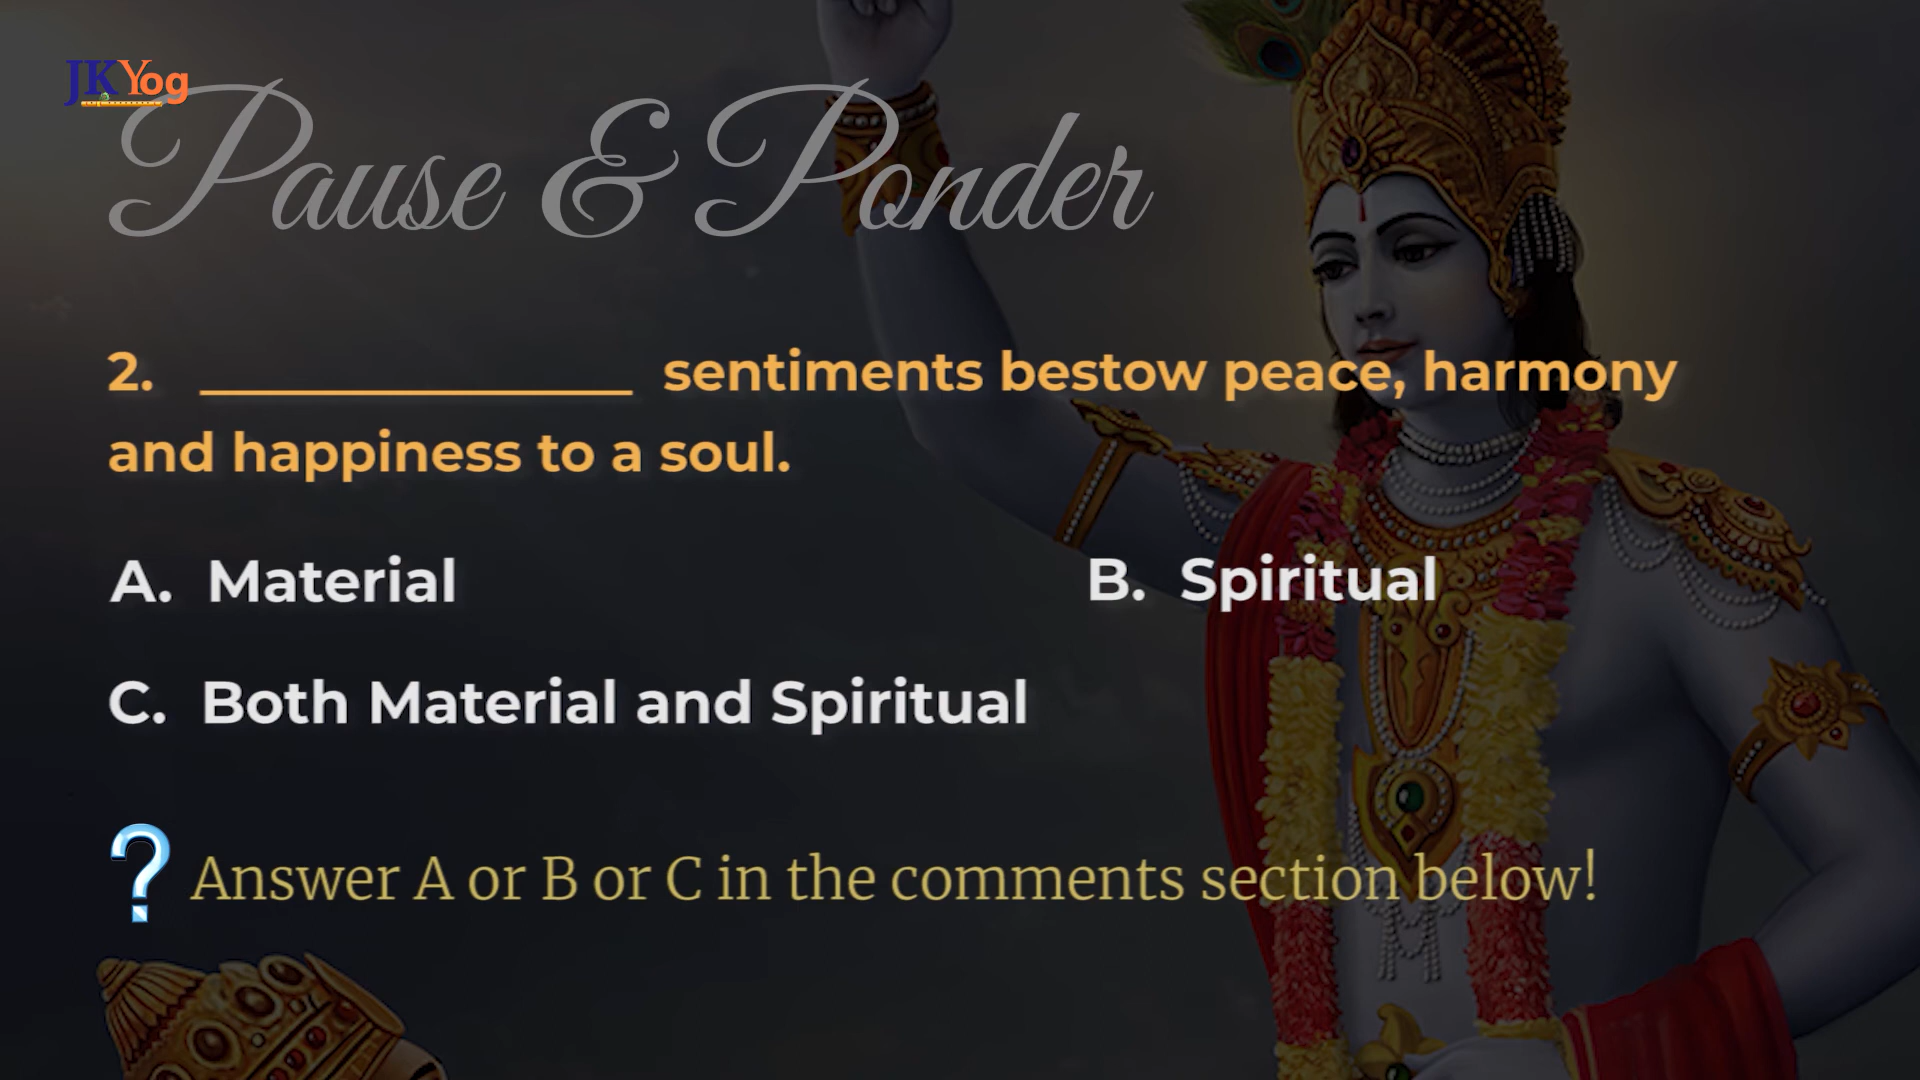 JKYog
Pause & Ponder
2. ______________ sentiments bestow peace, harmony
and happiness to a soul.
A. Material
B. Spiritual
C. Both Material and Spiritual
? Answer A or B or C in the comments section below!